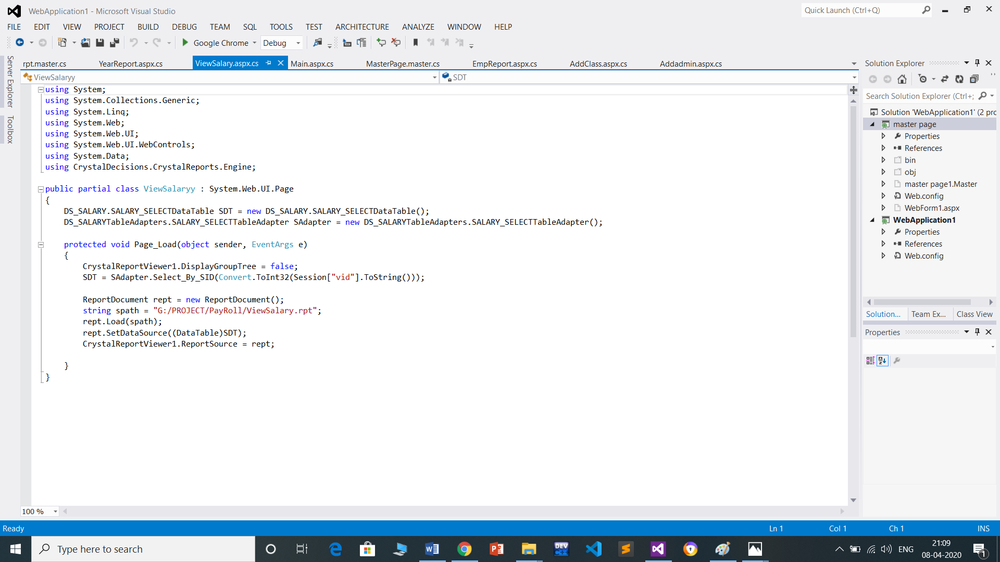 WebApplication1 - Microsoft Visual Studio
Quick Launch (Ctrl+Q)
FILE EDIT VIEW PROJECT BUILD DEBUG TEAM SQL TOOLS TEST ARCHITECTURE ANALYZE WINDOW HELP
Google Chrome Debug
Server Explorer
Toolbox
rpt.master.cs YearReport.aspx.cs ViewSalary.aspx.cs Main.aspx.cs MasterPage.master.cs EmpReport.aspx.cs AddClass.aspx.cs Addadmin.aspx.cs
ViewSalaryy SDT
using System;
using System.Collections.Generic;
using System.Linq;
using System.Web;
using System.Web.UI;
using System.Web.UI.WebControls;
using System.Data;
using CrystalDecisions.CrystalReports.Engine;
public partial class ViewSalaryy : System.Web.UI.Page
{
DS_SALARY.SALARY_SELECTDataTable SDT = new DS_SALARY.SALARY_SELECTDataTable();
DS_SALARYTableAdapters.SALARY_SELECTTableAdapter SAdapter = new DS_SALARYTableAdapters.SALARY_SELECTTableAdapter();
protected void Page_Load(object sender, EventArgs e)
{
CrystalReportViewer1.DisplayGroupTree = false;
SDT = SAdapter.Select_By_SID(Convert.ToInt32(Session["vid"].ToString()));
ReportDocument rept = new ReportDocument();
string spath = "G:/PROJECT/PayRoll/ViewSalary.rpt";
rept.Load(spath);
rept.SetDataSource((DataTable)SDT);
CrystalReportViewer1.ReportSource = rept;
}
}
100 %
Solution Explorer
Search Solution Explorer (Ctrl+;
Solution 'WebApplication1' (2 pro
master page
Properties
References
bin
obj
master page1.Master
Web.config
WebForm1.aspx
WebApplication1
Properties
References
Web.config
Solution... Team Ex... Class View
Properties
Ready Ln 1 Col 1 Ch 1 INS
Type here to search
DEV C++
ENG
21:09
08-04-2020
1